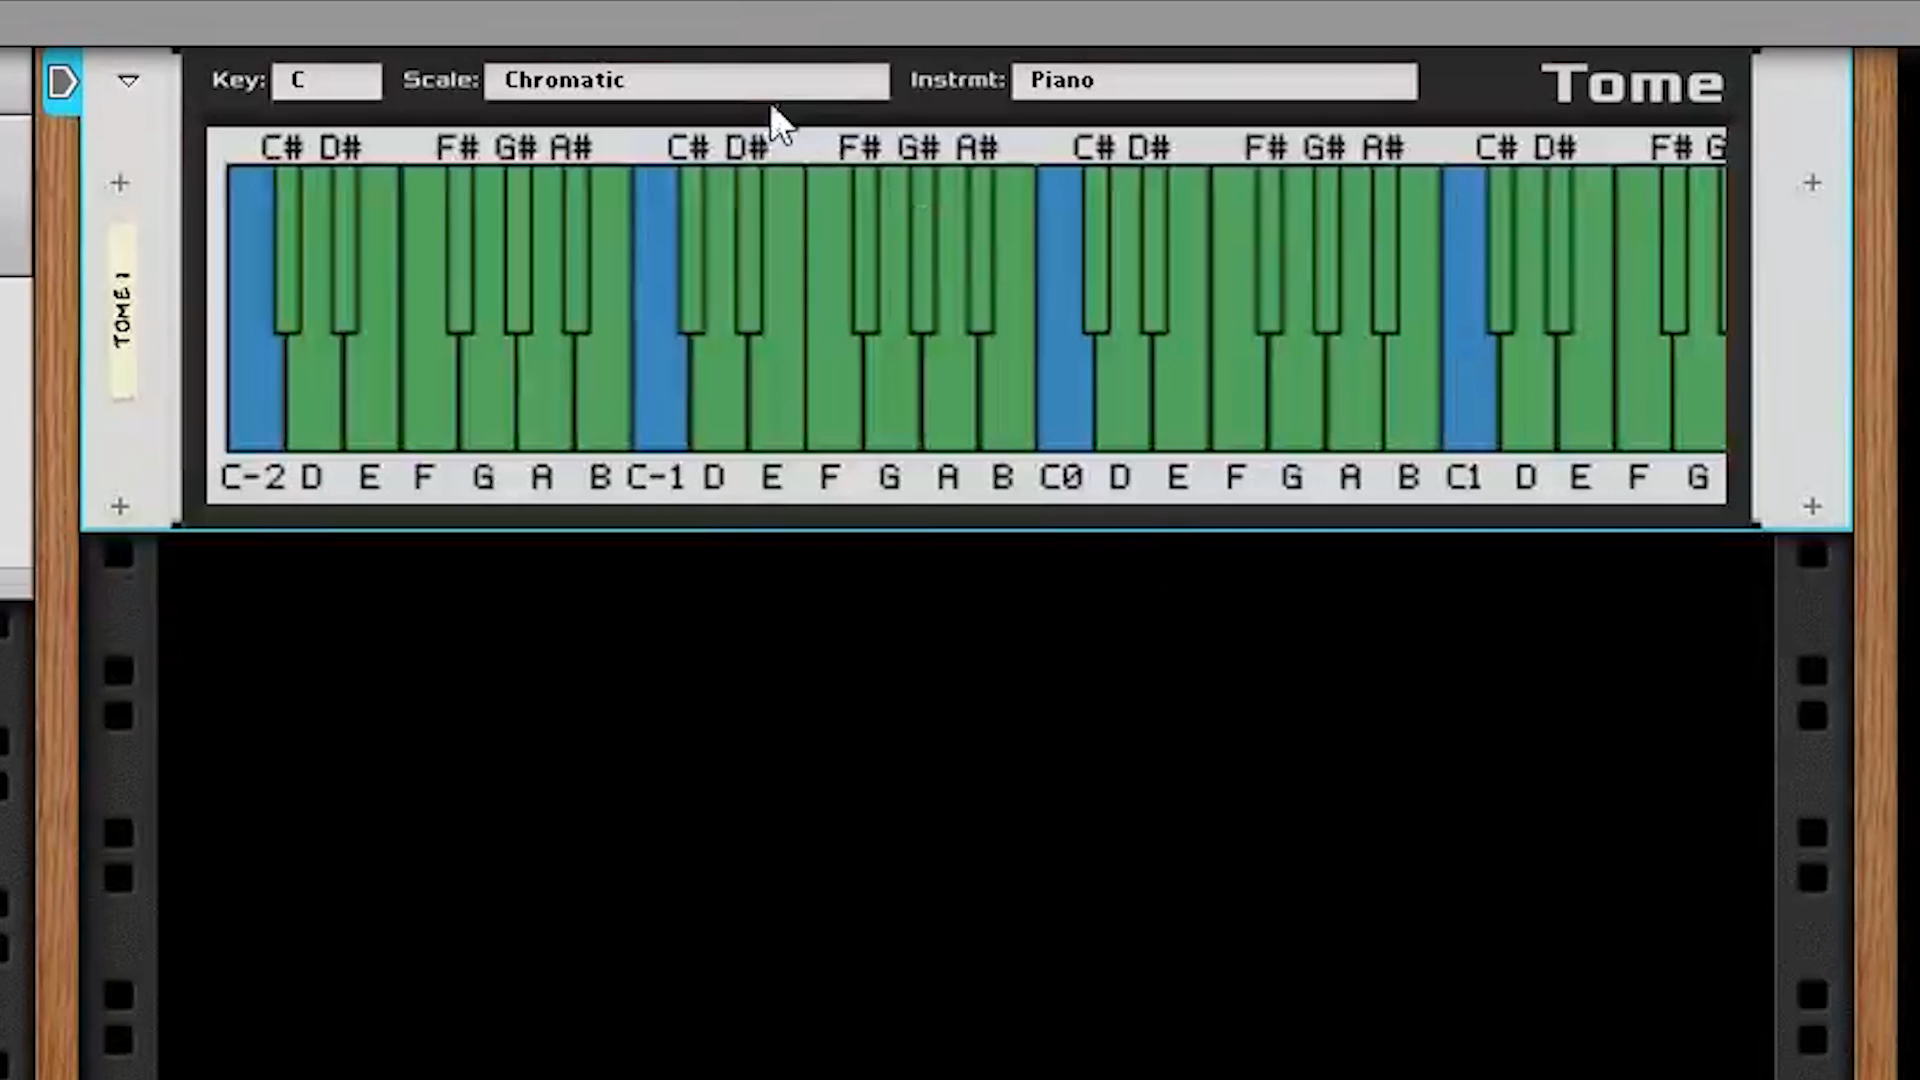 Key: C Scale: Chromatic Instrmt: Piano Tome
C# D# F# G# A# C# D# F# G# A# C# D# F# G# A# C# D# F# G
TOME 1
C-2 D E F G A B C-1 D E F G A B C0 D E F G A B C1 D E F G